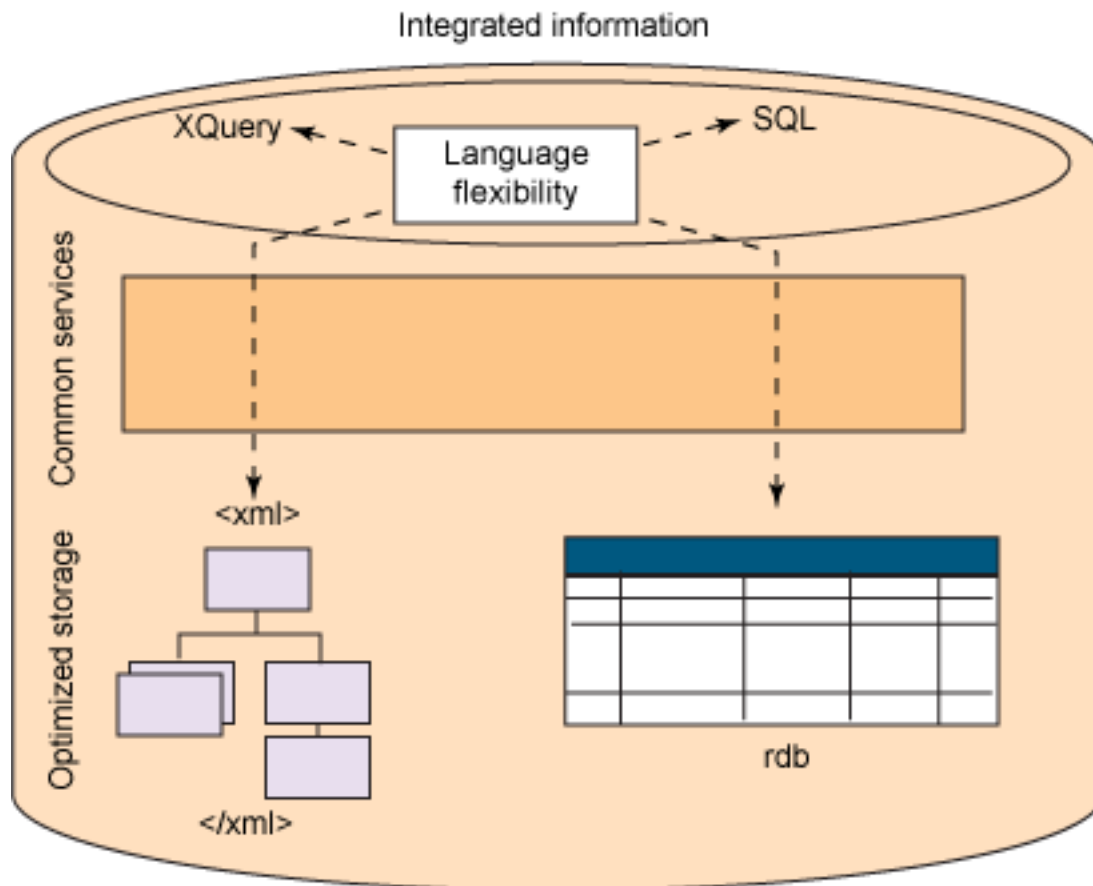 Integrated information
XQuery
SQL
Language
flexibility
Common services
<xml>
Optimized storage
rdb
</xml>